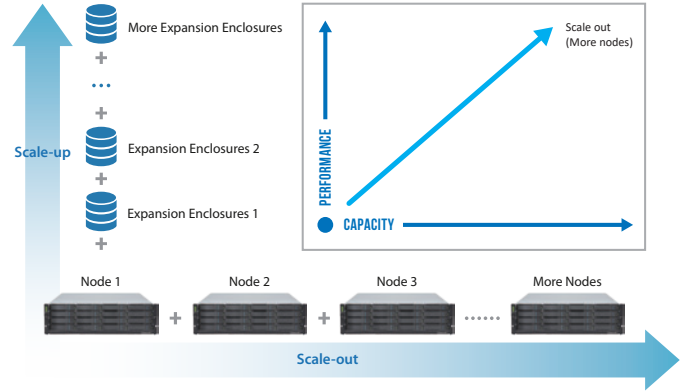 More Expansion Enclosures
+
...
+
Scale-up
Expansion Enclosures 2
+
Expansion Enclosures 1
+
Scale out
(More nodes)
PERFORMANCE
CAPACITY
Node 1
Node 2
Node 3
More Nodes
+
+
......
Scale-out